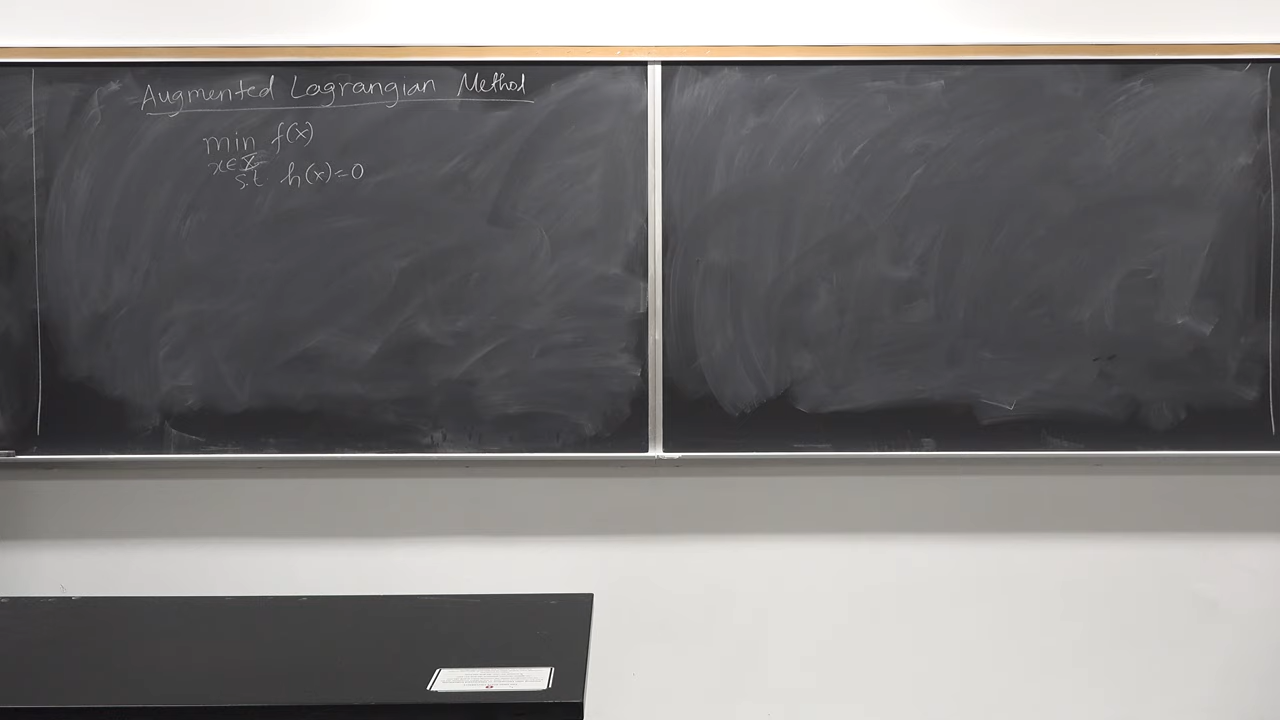 Augmented Lagrangian Method
min f(x)
x∈X
s.t h(x)=0